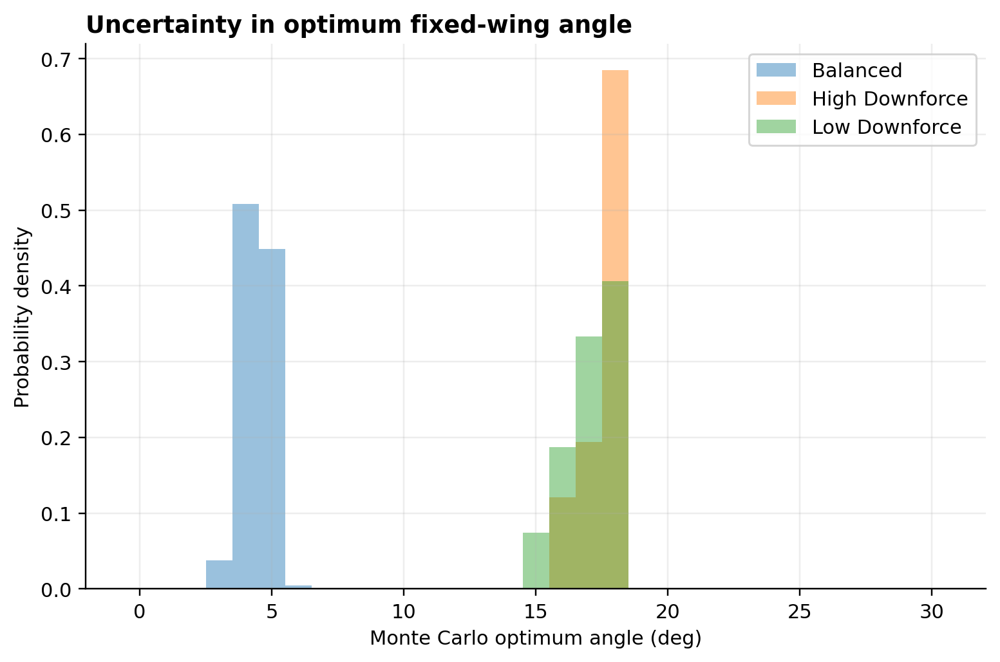 Uncertainty in optimum fixed-wing angle
Balanced
High Downforce
Low Downforce
Probability density
0.7
0.6
0.5
0.4
0.3
0.2
0.1
0.0
0 5 10 15 20 25 30
Monte Carlo optimum angle (deg)